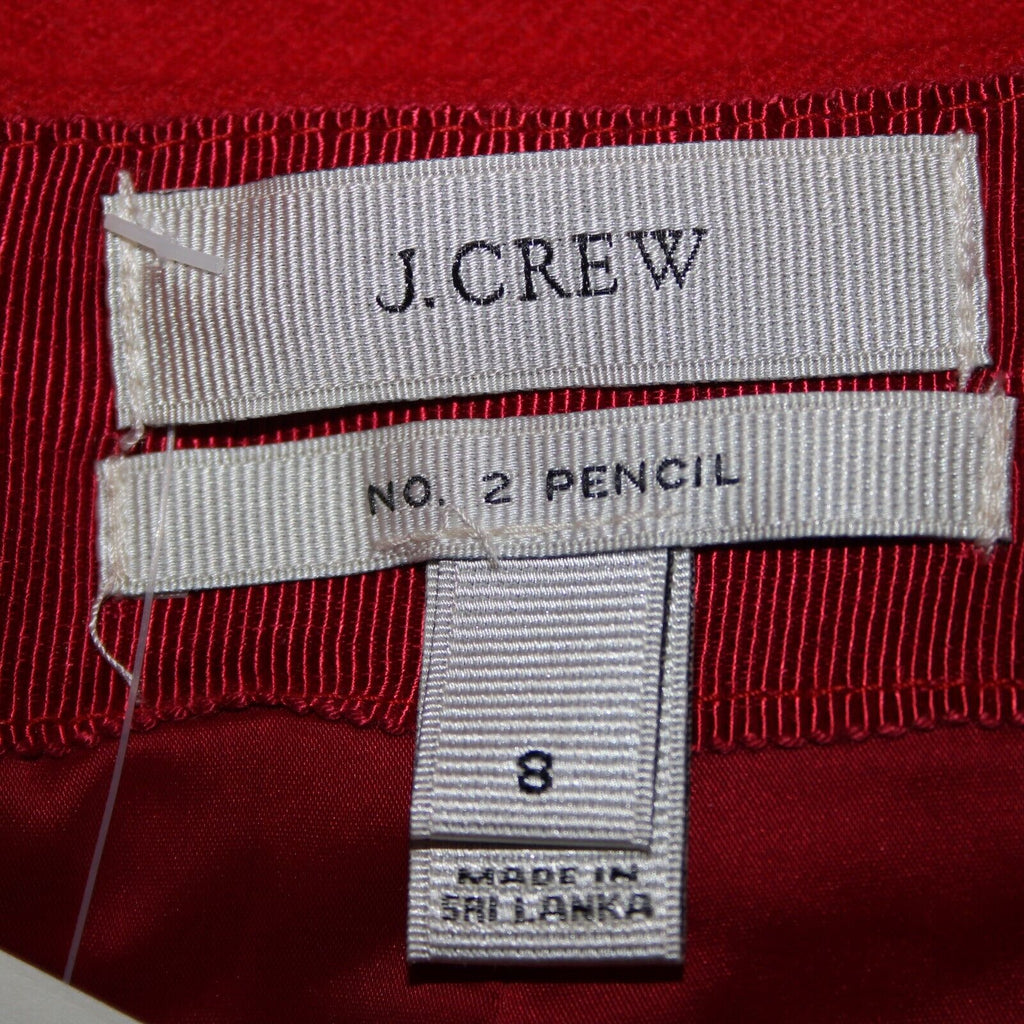 J.CREW
NO. 2 PENCIL
8
MADE IN
SRI LANKA